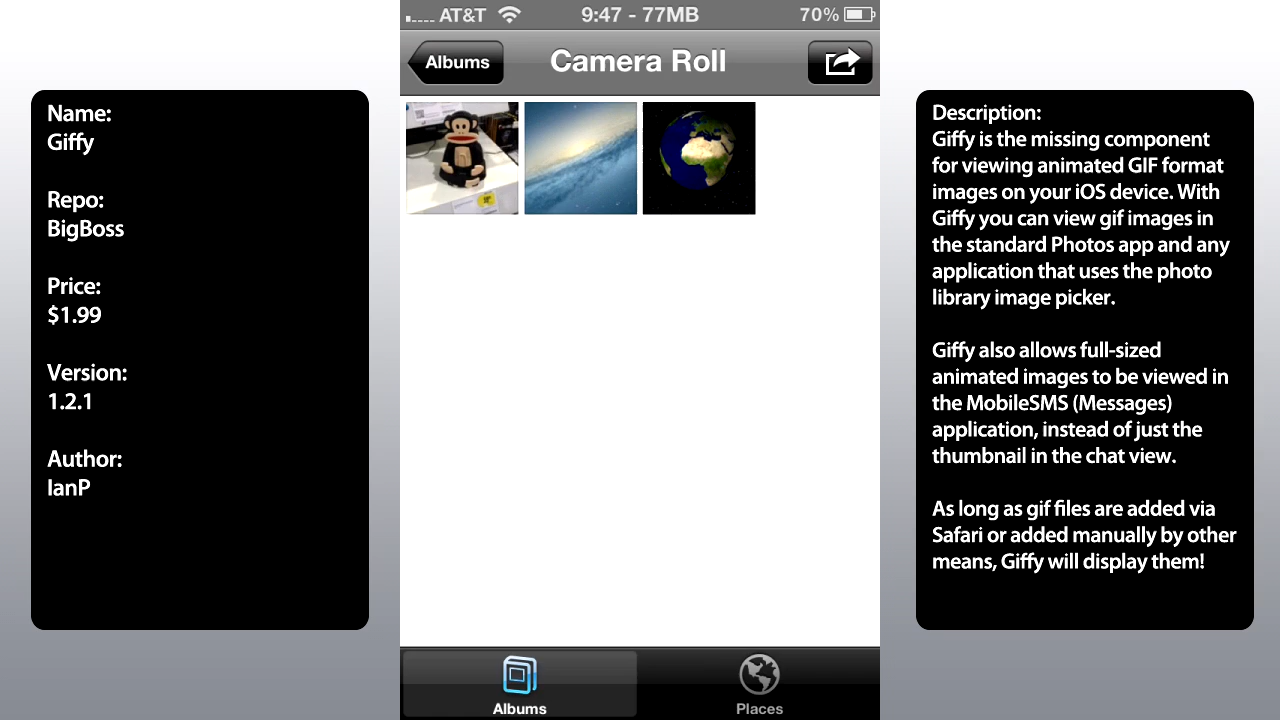 Name:
Giffy
Repo:
BigBoss
Price:
$1.99
Version:
1.2.1
Author:
IanP
AT&T
9:47 - 77MB
70%
Albums
Camera Roll
Albums
Places
Description:
Giffy is the missing component
for viewing animated GIF format
images on your iOS device. With
Giffy you can view gif images in
the standard Photos app and any
application that uses the photo
library image picker.
Giffy also allows full-sized
animated images to be viewed in
the MobileSMS (Messages)
application, instead of just the
thumbnail in the chat view.
As long as gif files are added via
Safari or added manually by other
means, Giffy will display them!